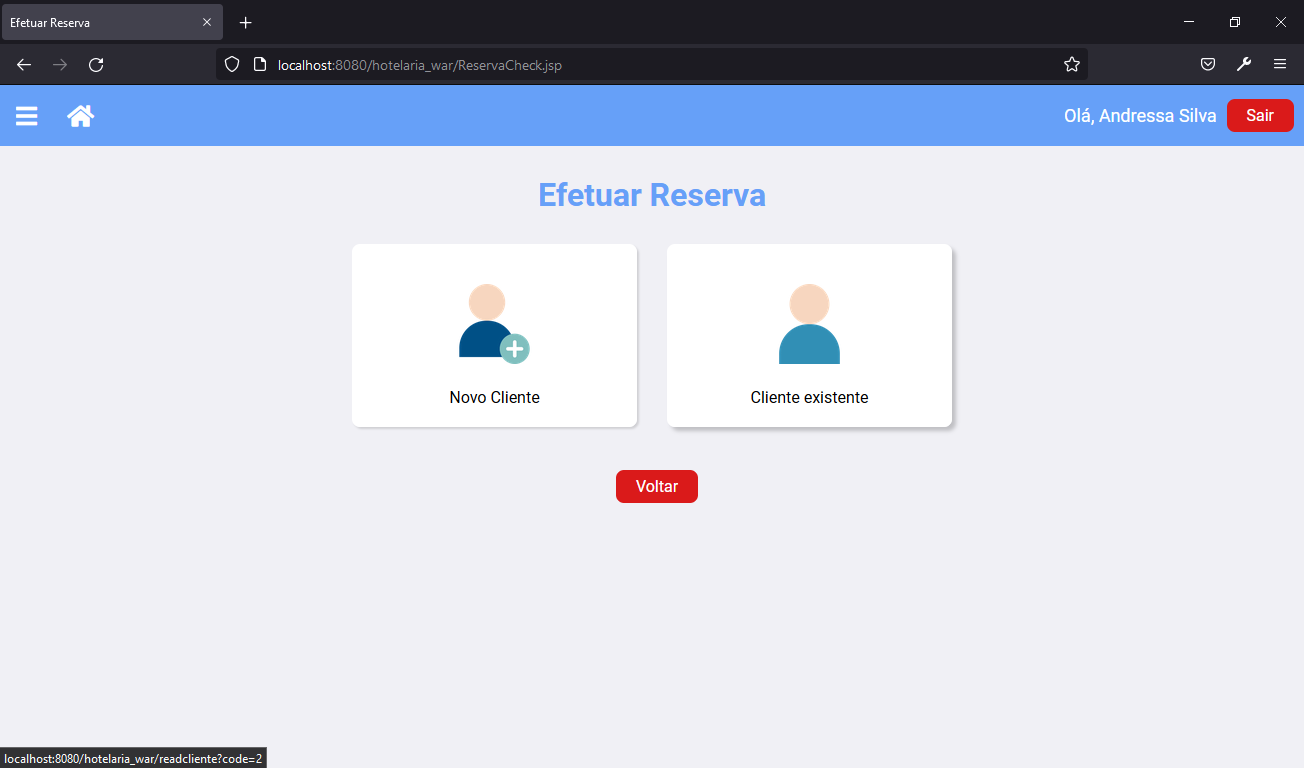 Efetuar Reserva
localhost:8080/hotelaria_war/ReservaCheck.jsp
Olá, Andressa Silva
Sair
Efetuar Reserva
Novo Cliente
Cliente existente
Voltar
localhost:8080/hotelaria_war/readcliente?code=2